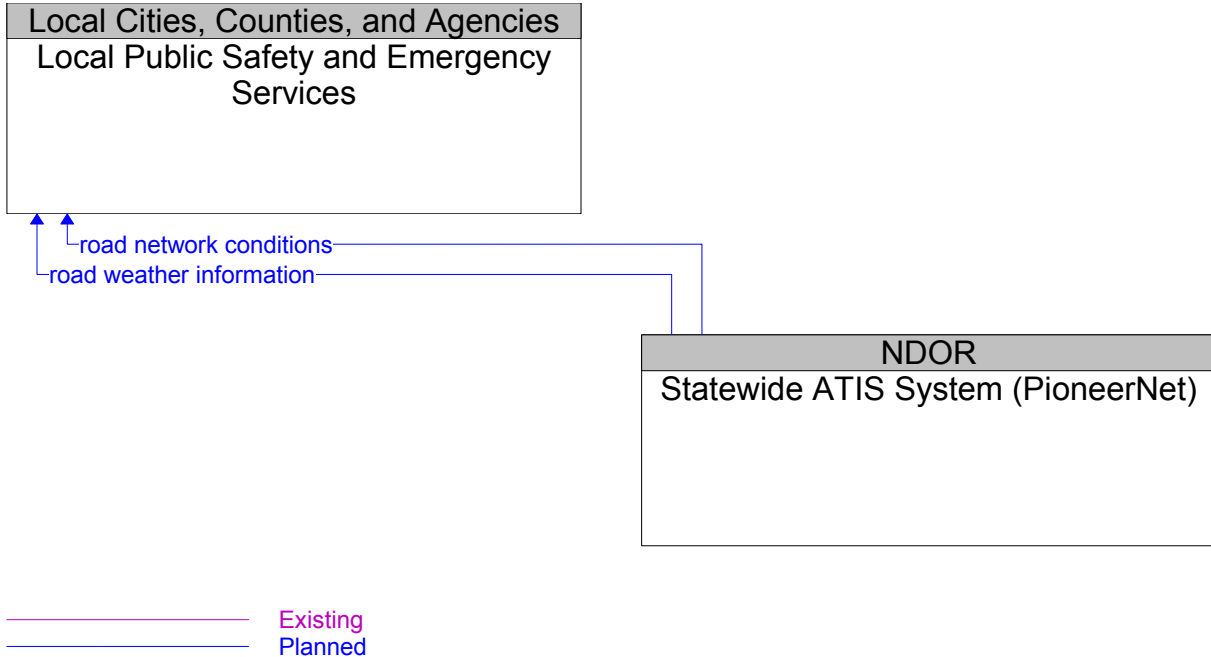 Local Cities, Counties, and Agencies
Local Public Safety and Emergency
Services
road network conditions
road weather information
NDOR
Statewide ATIS System (PioneerNet)
Existing
Planned